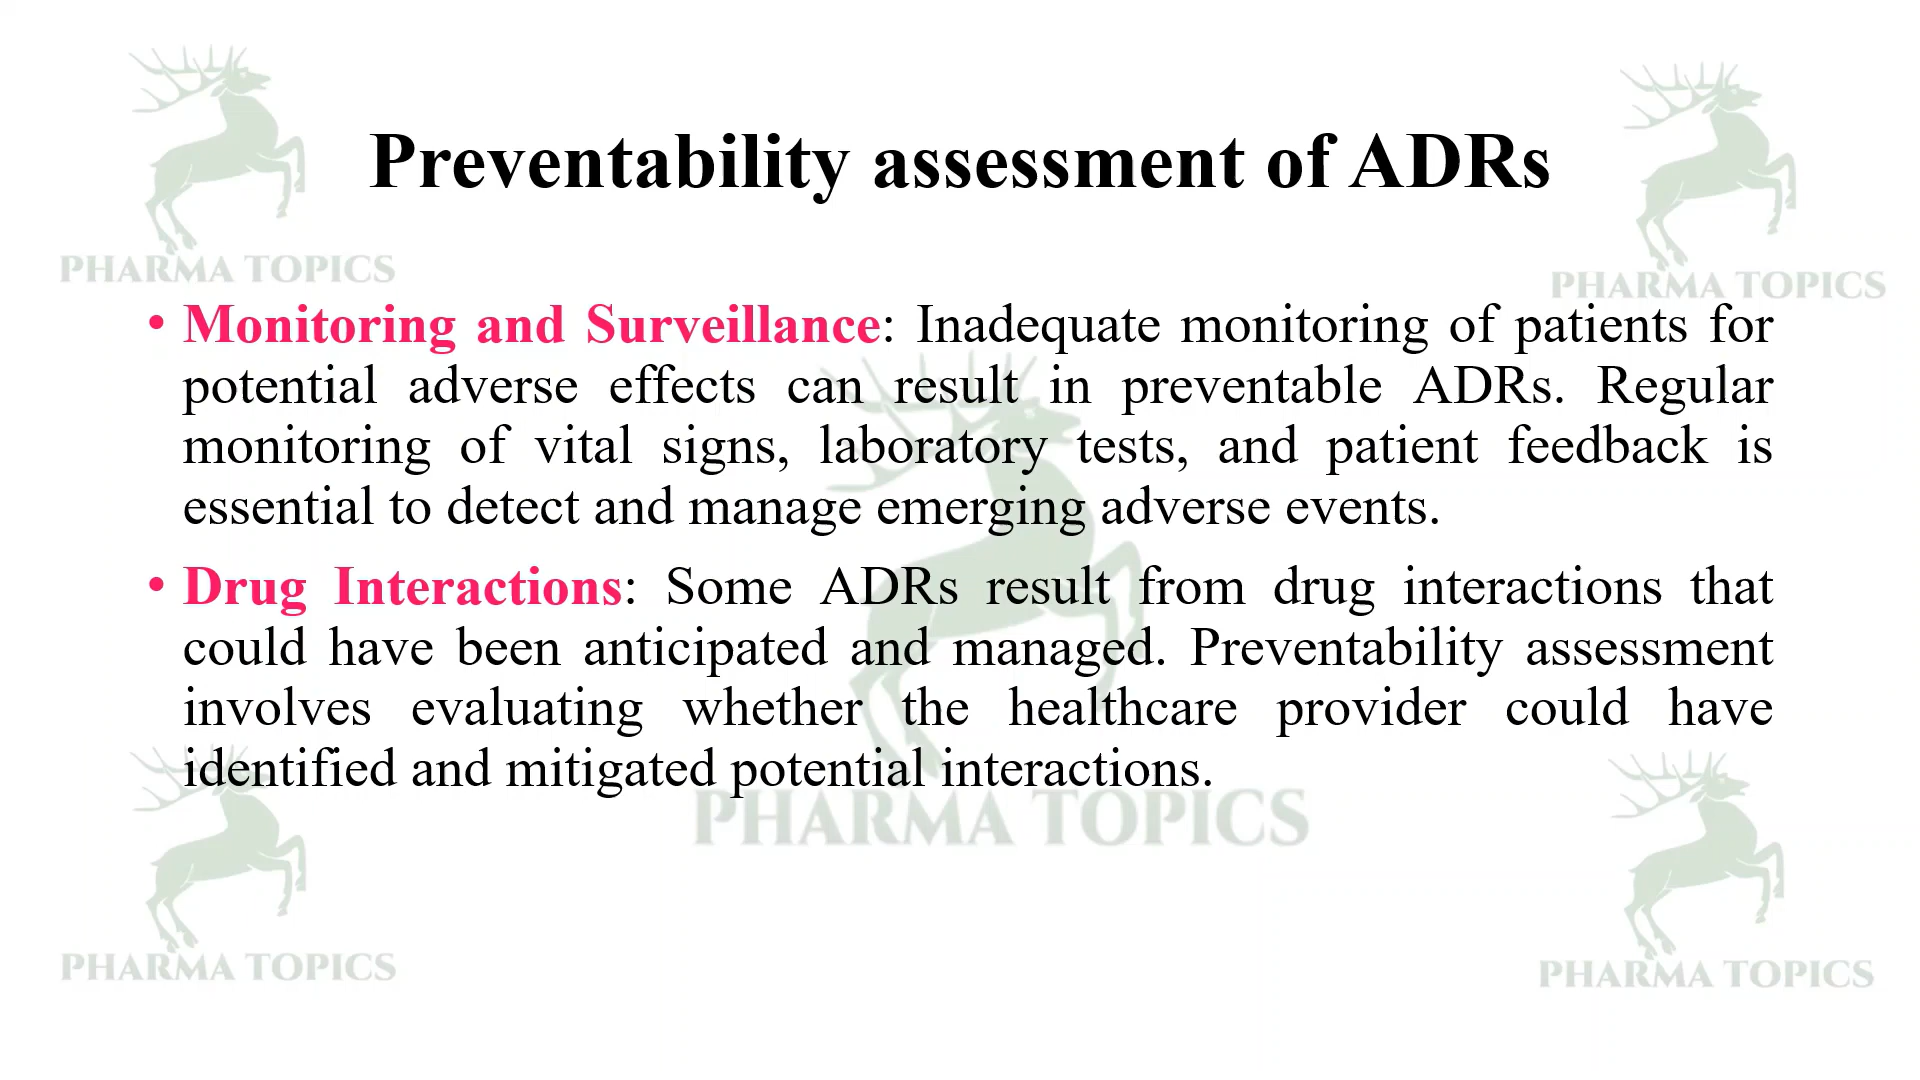 Preventability assessment of ADRs
PHARMA TOPICS
PHARMA TOPICS
• Monitoring and Surveillance: Inadequate monitoring of patients for
potential adverse effects can result in preventable ADRs. Regular
monitoring of vital signs, laboratory tests, and patient feedback is
essential to detect and manage emerging adverse events.
• Drug Interactions: Some ADRs result from drug interactions that
could have been anticipated and managed. Preventability assessment
involves evaluating whether the healthcare provider could have
identified and mitigated potential interactions.
PHARMA TOPICS
PHARMA TOPICS
PHARMA TOPICS